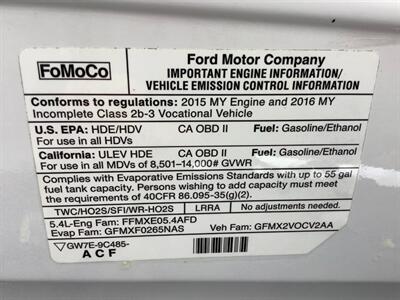 FoMoCo
Ford Motor Company
IMPORTANT ENGINE INFORMATION/
VEHICLE EMISSION CONTROL INFORMATION
Conforms to regulations: 2015 MY Engine and 2016 MY
Incomplete Class 2b-3 Vocational Vehicle
U.S. EPA: HDE/HDV CA OBD II Fuel: Gasoline/Ethanol
For use in all HDVs
California: ULEV HDE CA OBD II Fuel: Gasoline/Ethanol
For use in all MDVs of 8,501-14,000# GVWR
Complies with Evaporative Emissions Standards with up to 55 gal
fuel tank capacity. Persons wishing to add capacity must meet
the requirements of 40CFR 86.095-35(g)(2).
TWC/HO2S/SFI/WR-HO2S LRRA No adjustments needed.
5.4L-Eng Fam: FFMXE05.4AFD
Evap Fam: GFMXF0265NAS Veh Fam: GFMX2VOCV2AA
GW7E-9C485-
ACF